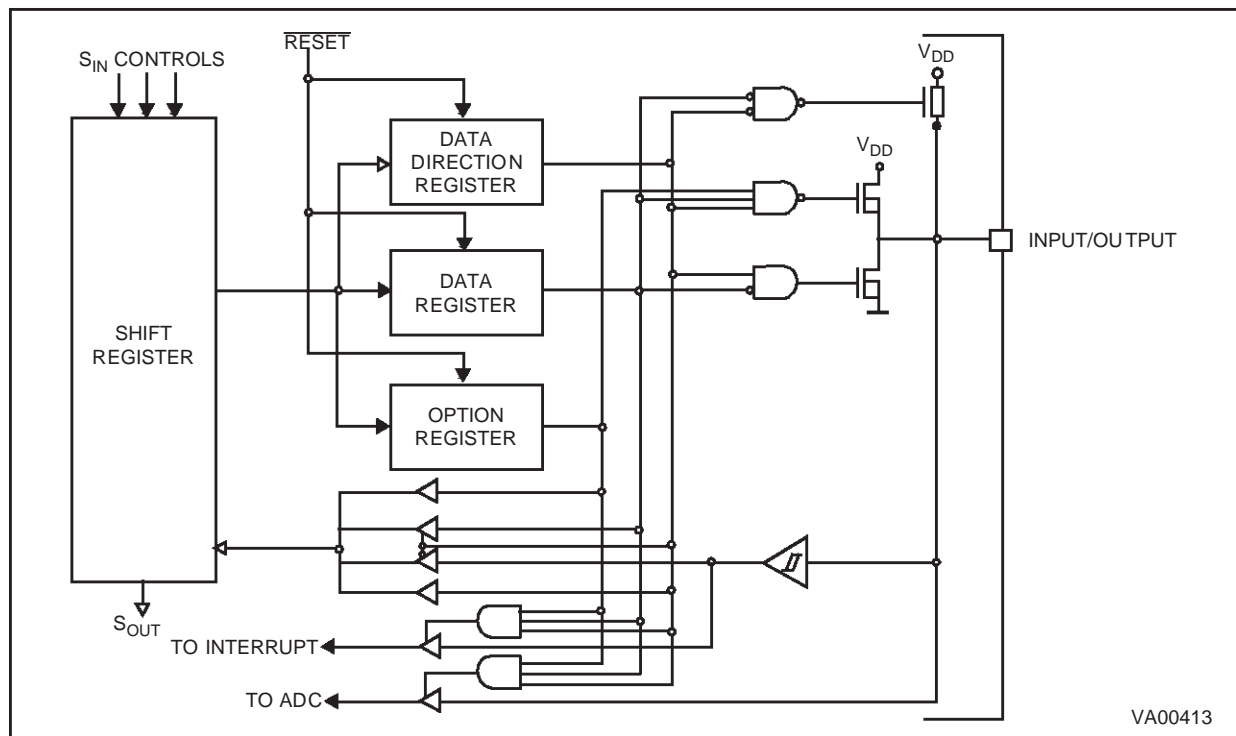 RESET
S_IN CONTROLS
V_DD
DATA
DIRECTION
REGISTER
V_DD
INPUT/OUTPUT
DATA
REGISTER
SHIFT
REGISTER
OPTION
REGISTER
S_OUT
TO INTERRUPT
TO ADC
VA00413